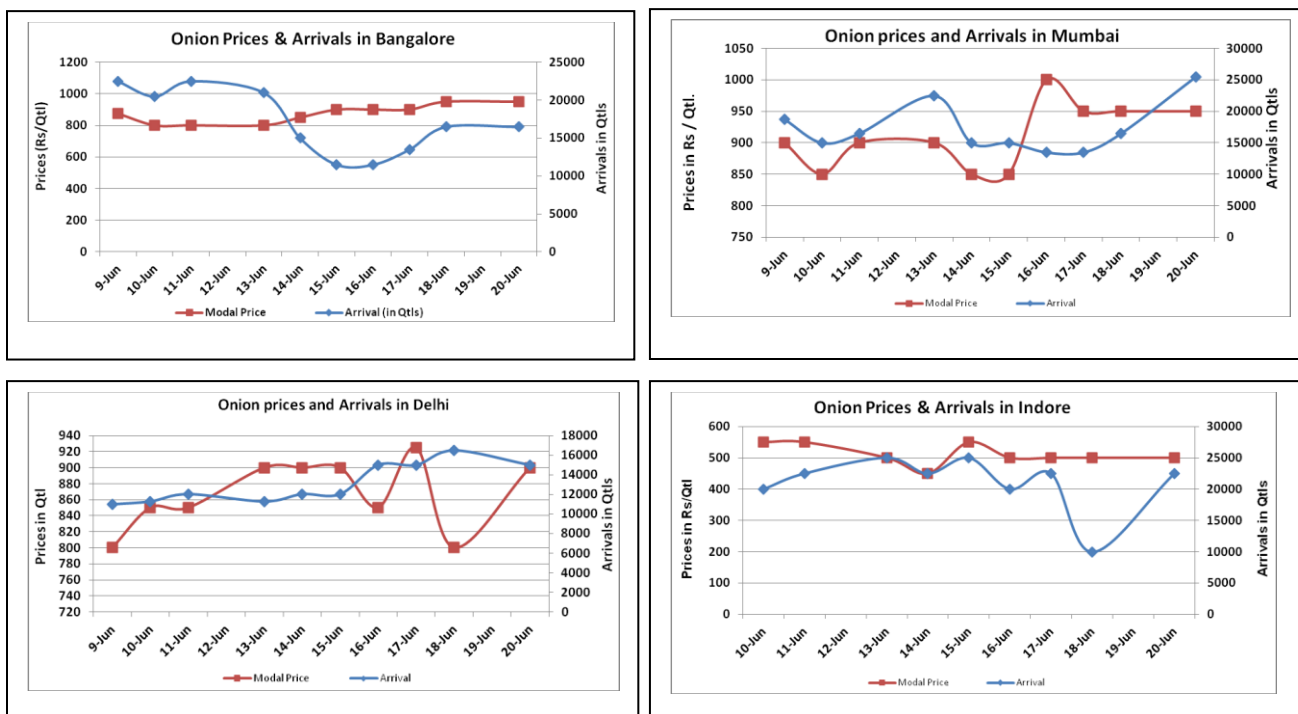 Onion Prices & Arrivals in Bangalore
Prices (Rs/Qtl)
1200
1000
800
600
400
200
0
25000
20000
15000
10000
5000
0
Arrivals in Qtls
9-Jun
10-Jun
11-Jun
12-Jun
13-Jun
14-Jun
15-Jun
16-Jun
17-Jun
18-Jun
19-Jun
20-Jun
Modal Price
Arrival (in Qtls)
Onion prices and Arrivals in Mumbai
Prices in Rs / Qtl.
1050
1000
950
900
850
800
750
30000
25000
20000
15000
10000
5000
0
Arrivals in Qtls
9-Jun
10-Jun
11-Jun
12-Jun
13-Jun
14-Jun
15-Jun
16-Jun
17-Jun
18-Jun
19-Jun
20-Jun
Modal Price
Arrival
Onion prices and Arrivals in Delhi
Prices in Qtl
940
920
900
880
860
840
820
800
780
760
740
720
18000
16000
14000
12000
10000
8000
6000
4000
2000
0
Arrivals in Qtls
9-Jun
10-Jun
11-Jun
12-Jun
13-Jun
14-Jun
15-Jun
16-Jun
17-Jun
18-Jun
19-Jun
20-Jun
Modal Price
Arrival
Onion Prices & Arrivals in Indore
Prices in Rs/Qtl
600
500
400
300
200
100
0
30000
25000
20000
15000
10000
5000
0
Arrivals in Qtls
10-Jun
11-Jun
12-Jun
13-Jun
14-Jun
15-Jun
16-Jun
17-Jun
18-Jun
19-Jun
20-Jun
Modal Price
Arrival